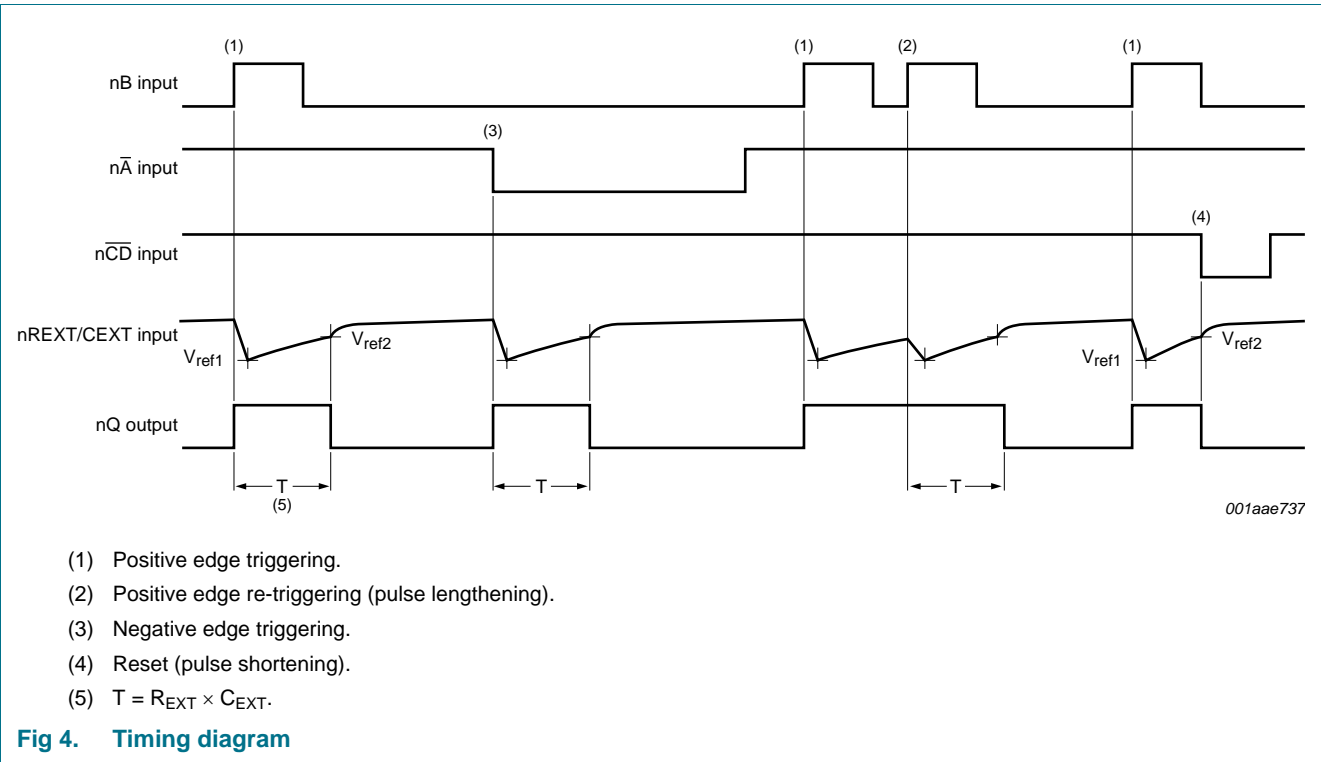 (1) (1) (2) (1)
nB input
(3)
nA̅ input
(4)
nC̅D̅ input
nREXT/CEXT input
Vref1 Vref2 Vref1 Vref2
nQ output
T T T
(5)
001aae737
(1) Positive edge triggering.
(2) Positive edge re-triggering (pulse lengthening).
(3) Negative edge triggering.
(4) Reset (pulse shortening).
(5) T = REXT × CEXT.
Fig 4. Timing diagram